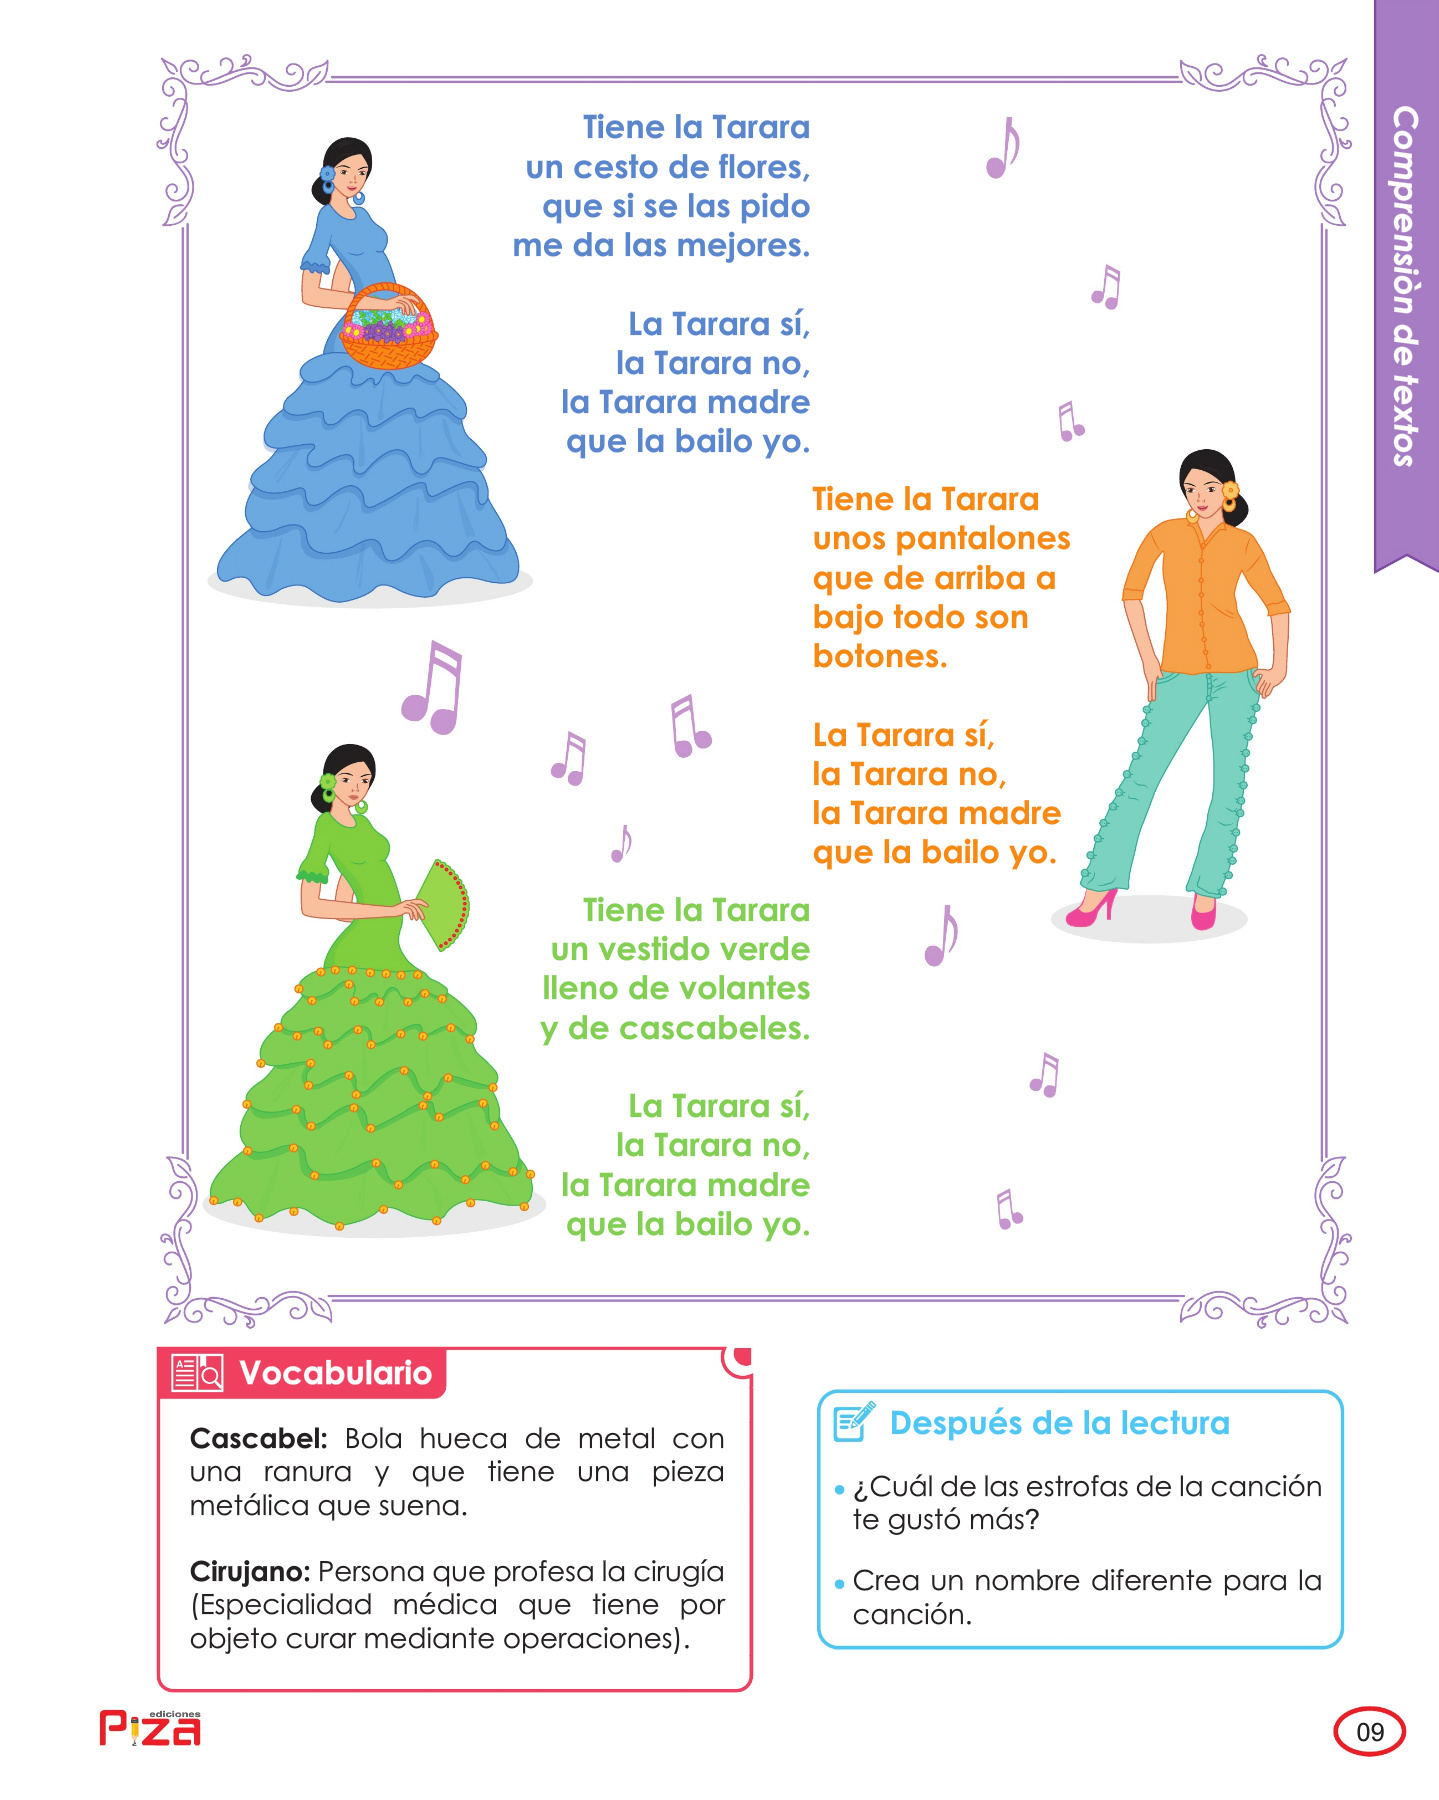 Comprensiòn de textos
Tiene la Tarara
un cesto de flores,
que si se las pido
me da las mejores.
La Tarara sí,
la Tarara no,
la Tarara madre
que la bailo yo.
Tiene la Tarara
unos pantalones
que de arriba a
bajo todo son
botones.
La Tarara sí,
la Tarara no,
la Tarara madre
que la bailo yo.
Tiene la Tarara
un vestido verde
lleno de volantes
y de cascabeles.
La Tarara sí,
la Tarara no,
la Tarara madre
que la bailo yo.
Vocabulario
Cascabel: Bola hueca de metal con
una ranura y que tiene una pieza
metálica que suena.
Cirujano: Persona que profesa la cirugía
(Especialidad médica que tiene por
objeto curar mediante operaciones).
Después de la lectura
• ¿Cuál de las estrofas de la canción
te gustó más?
• Crea un nombre diferente para la
canción.
ediciones
Piza
09